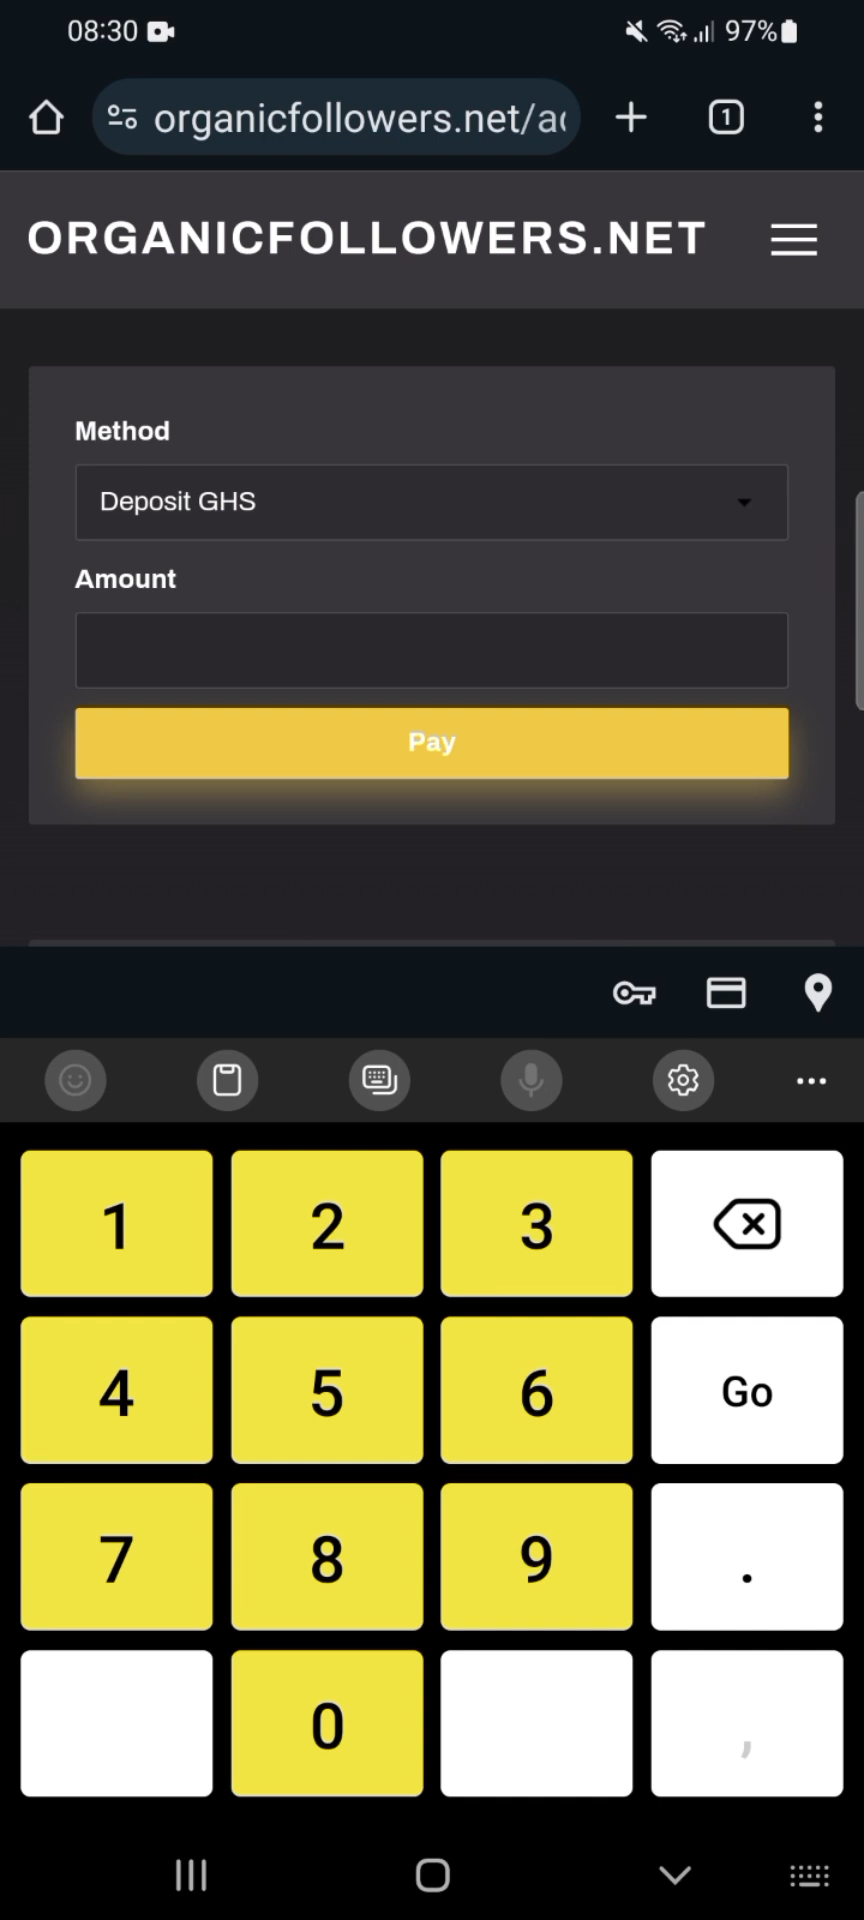 08:30 97%
organicfollowers.net/ac
1
ORGANICFOLLOWERS.NET
Method
Deposit GHS
Amount
Pay
1 2 3
4 5 6 Go
7 8 9 .
0 ,